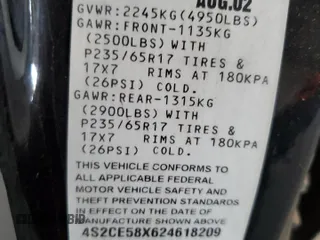 AUG.02
GVWR:2245KG(4950LBS)
GAWR:FRONT-1135KG
(2500LBS)WITH
P235/65R17 TIRES &
17X7 RIMS AT 180KPA
(26PSI) COLD.
GAWR:REAR-1315KG
(2900LBS)WITH
P235/65R17 TIRES &
17X7 RIMS AT 180KPA
(26PSI) COLD.
THIS VEHICLE CONFORMS TO
ALL APPLICABLE FEDERAL
MOTOR VEHICLE SAFETY AND
THEFT PREVENTION STANDARDS
IN EFFECT ON THE DATE OF
MANUFACTURE SHOWN ABOVE
4S2CE58X624618209